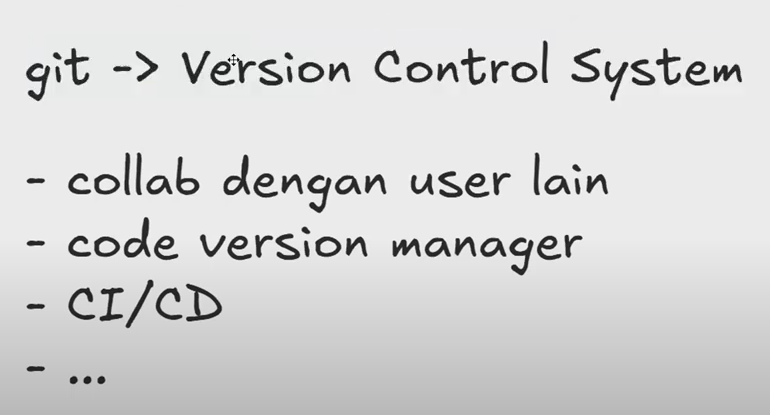 git -> Version Control System
- collab dengan user lain
- code version manager
- CI/CD
- ...